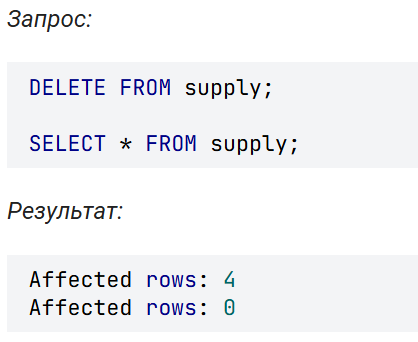 Запрос:
DELETE FROM supply;
SELECT * FROM supply;
Результат:
Affected rows: 4
Affected rows: 0